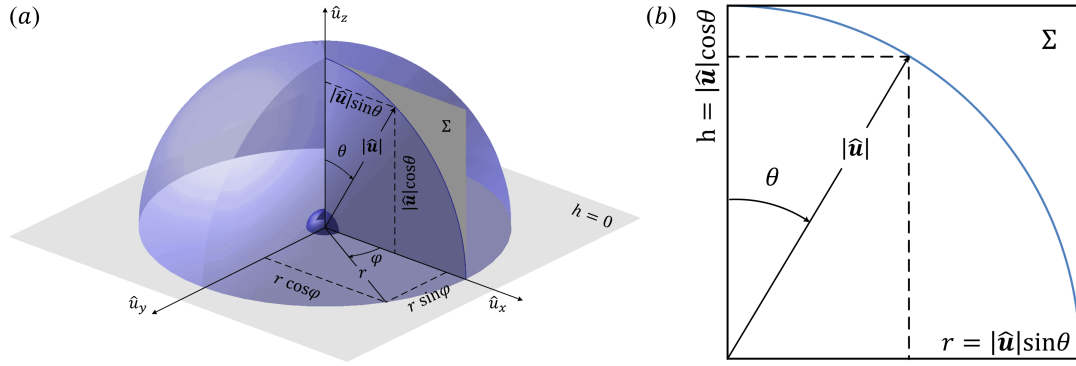 (a)
û_z
|û|sinθ
Σ
θ
|û|
|û|cosθ
h=0
φ
r
r cosφ
r sinφ
û_y
û_x
(b)
h = |û|cosθ
Σ
|û|
θ
r = |û|sinθ